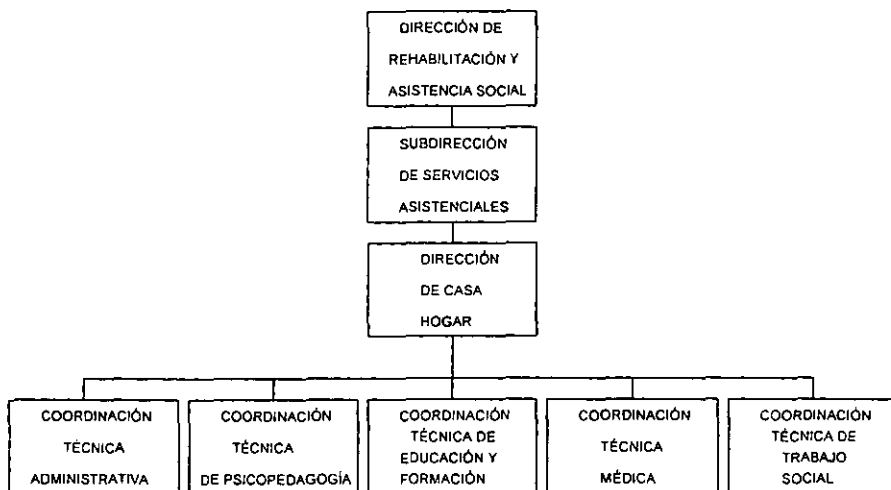 DIRECCIÓN DE
REHABILITACIÓN Y
ASISTENCIA SOCIAL
SUBDIRECCIÓN
DE SERVICIOS
ASISTENCIALES
DIRECCIÓN
DE CASA
HOGAR
COORDINACIÓN
TÉCNICA
ADMINISTRATIVA
COORDINACIÓN
TÉCNICA
DE PSICOPEDAGOGÍA
COORDINACIÓN
TÉCNICA DE
EDUCACIÓN Y
FORMACIÓN
COORDINACIÓN
TÉCNICA
MÉDICA
COORDINACIÓN
TÉCNICA DE
TRABAJO
SOCIAL